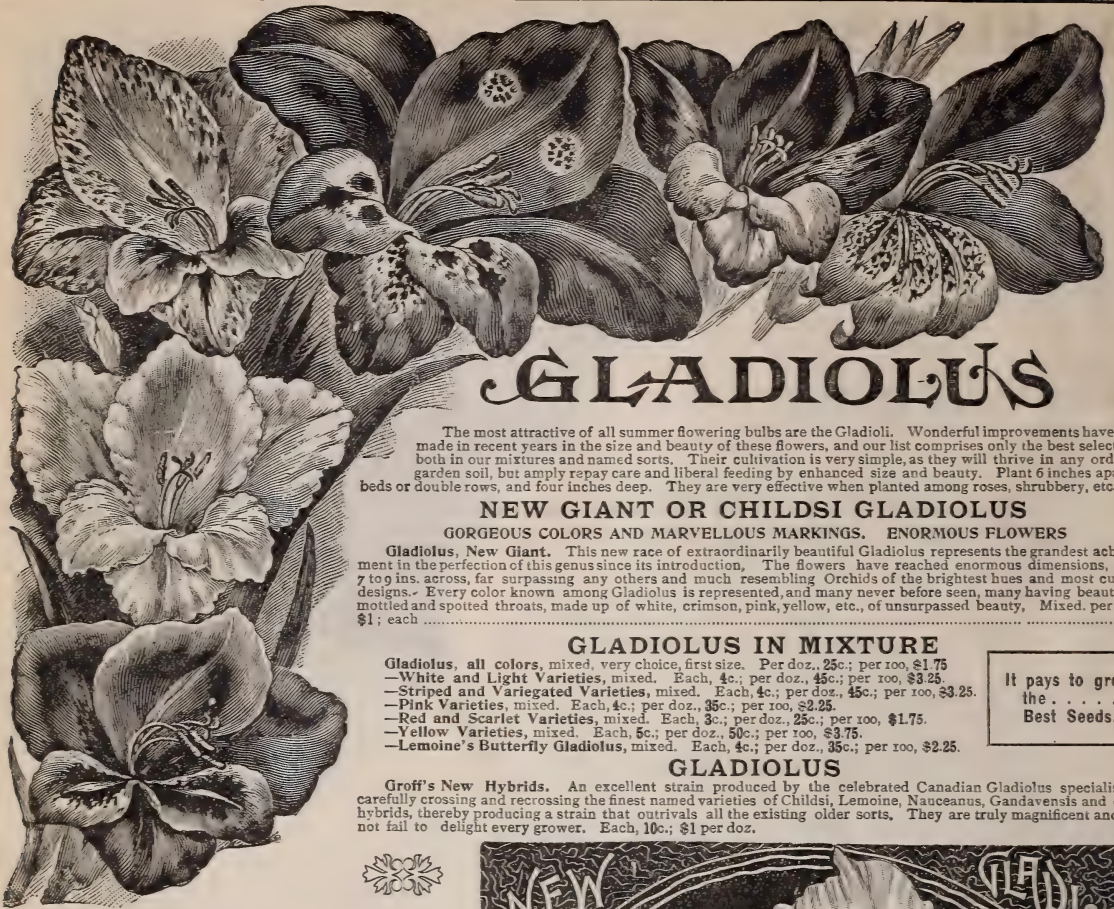 GLADIOLUS
The most attractive of all summer flowering bulbs are the Gladioli. Wonderful improvements have
made in recent years in the size and beauty of these flowers, and our list comprises only the best selec
both in our mixtures and named sorts. Their cultivation is very simple, as they will thrive in any ord
garden soil, but amply repay care and liberal feeding by enhanced size and beauty. Plant 6 inches apa
beds or double rows, and four inches deep. They are very effective when planted among roses, shrubbery, etc.
NEW GIANT OR CHILDSI GLADIOLUS
GORGEOUS COLORS AND MARVELLOUS MARKINGS. ENORMOUS FLOWERS
Gladiolus, New Giant. This new race of extraordinarily beautiful Gladiolus represents the grandest ach
ment in the perfection of this genus since its introduction, The flowers have reached enormous dimensions,
7 to 9 ins. across, far surpassing any others and much resembling Orchids of the brightest hues and most cu
designs.- Every color known among Gladiolus is represented, and many never before seen, many having beaut
mottled and spotted throats, made up of white, crimson, pink, yellow, etc., of unsurpassed beauty, Mixed. per
$1; each ............................................................
GLADIOLUS IN MIXTURE
Gladiolus, all colors, mixed, very choice, first size. Per doz., 25c.; per 100, $1.75
—White and Light Varieties, mixed. Each, 4c.; per doz., 45c.; per 100, $3.25.
—Striped and Variegated Varieties, mixed. Each, 4c.; per doz., 45c.; per 100, $3.25.
—Pink Varieties, mixed. Each, 4c.; per doz., 35c.; per 100, $2.25.
—Red and Scarlet Varieties, mixed. Each, 3c.; per doz., 25c.; per 100, $1.75.
—Yellow Varieties, mixed. Each, 5c.; per doz., 50c.; per 100, $3.75.
—Lemoine's Butterfly Gladiolus, mixed. Each, 4c.; per doz., 35c.; per 100, $2.25.
It pays to gro
the . . . . .
Best Seeds.
GLADIOLUS
Groff's New Hybrids. An excellent strain produced by the celebrated Canadian Gladiolus specialis
carefully crossing and recrossing the finest named varieties of Childsi, Lemoine, Nauceanus, Gandavensis and
hybrids, thereby producing a strain that outrivals all the existing older sorts. They are truly magnificent and
not fail to delight every grower. Each, 10c.; $1 per doz.
NEW GLADI